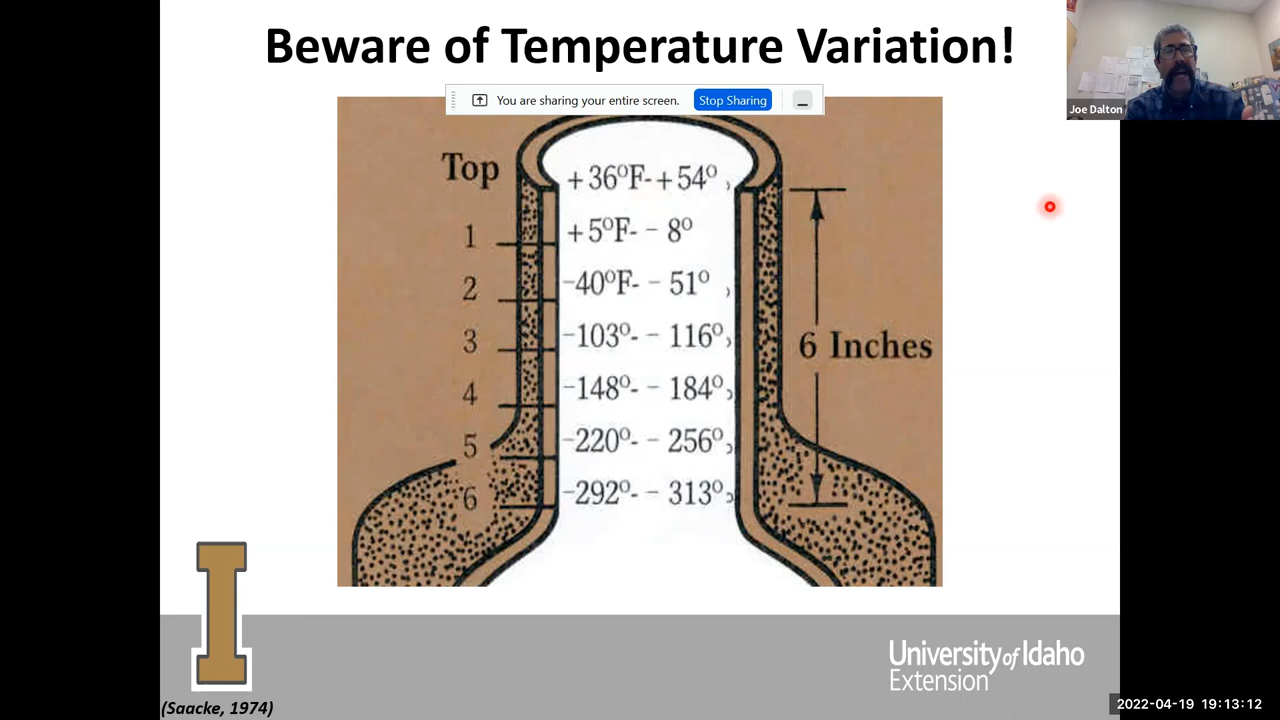 Beware of Temperature Variation!
You are sharing your entire screen. Stop Sharing
Joe Dalton
Top +36ºF- +54º
1 +5ºF- - 8º
2 -40ºF- - 51º
3 -103º- - 116º
4 -148º- - 184º
5 -220º- - 256º
6 -292º- - 313º
6 Inches
I
University of Idaho
Extension
(Saacke, 1974)
2022-04-19 19:13:12